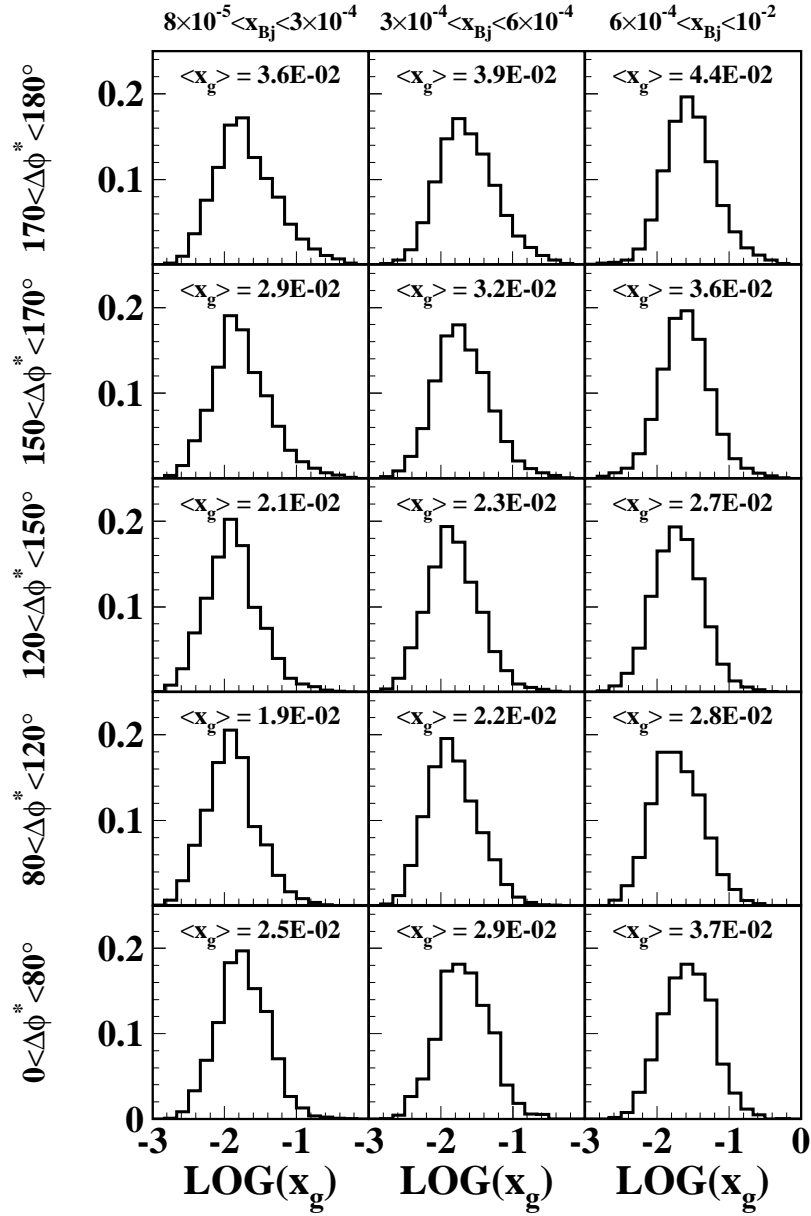 8×10⁻⁵<x_Bj<3×10⁻⁴ 3×10⁻⁴<x_Bj<6×10⁻⁴ 6×10⁻⁴<x_Bj<10⁻²
170<Δϕ* <180°
0.2
0.1
<x_g> = 3.6E-02 <x_g> = 3.9E-02 <x_g> = 4.4E-02
150<Δϕ* <170°
0.2
0.1
<x_g> = 2.9E-02 <x_g> = 3.2E-02 <x_g> = 3.6E-02
120<Δϕ* <150°
0.2
0.1
<x_g> = 2.1E-02 <x_g> = 2.3E-02 <x_g> = 2.7E-02
80<Δϕ* <120°
0.2
0.1
<x_g> = 1.9E-02 <x_g> = 2.2E-02 <x_g> = 2.8E-02
0<Δϕ* <80°
0.2
0.1
0
<x_g> = 2.5E-02 <x_g> = 2.9E-02 <x_g> = 3.7E-02
-3 -2 -1 -3 -2 -1 -3 -2 -1 0
LOG(x_g) LOG(x_g) LOG(x_g)